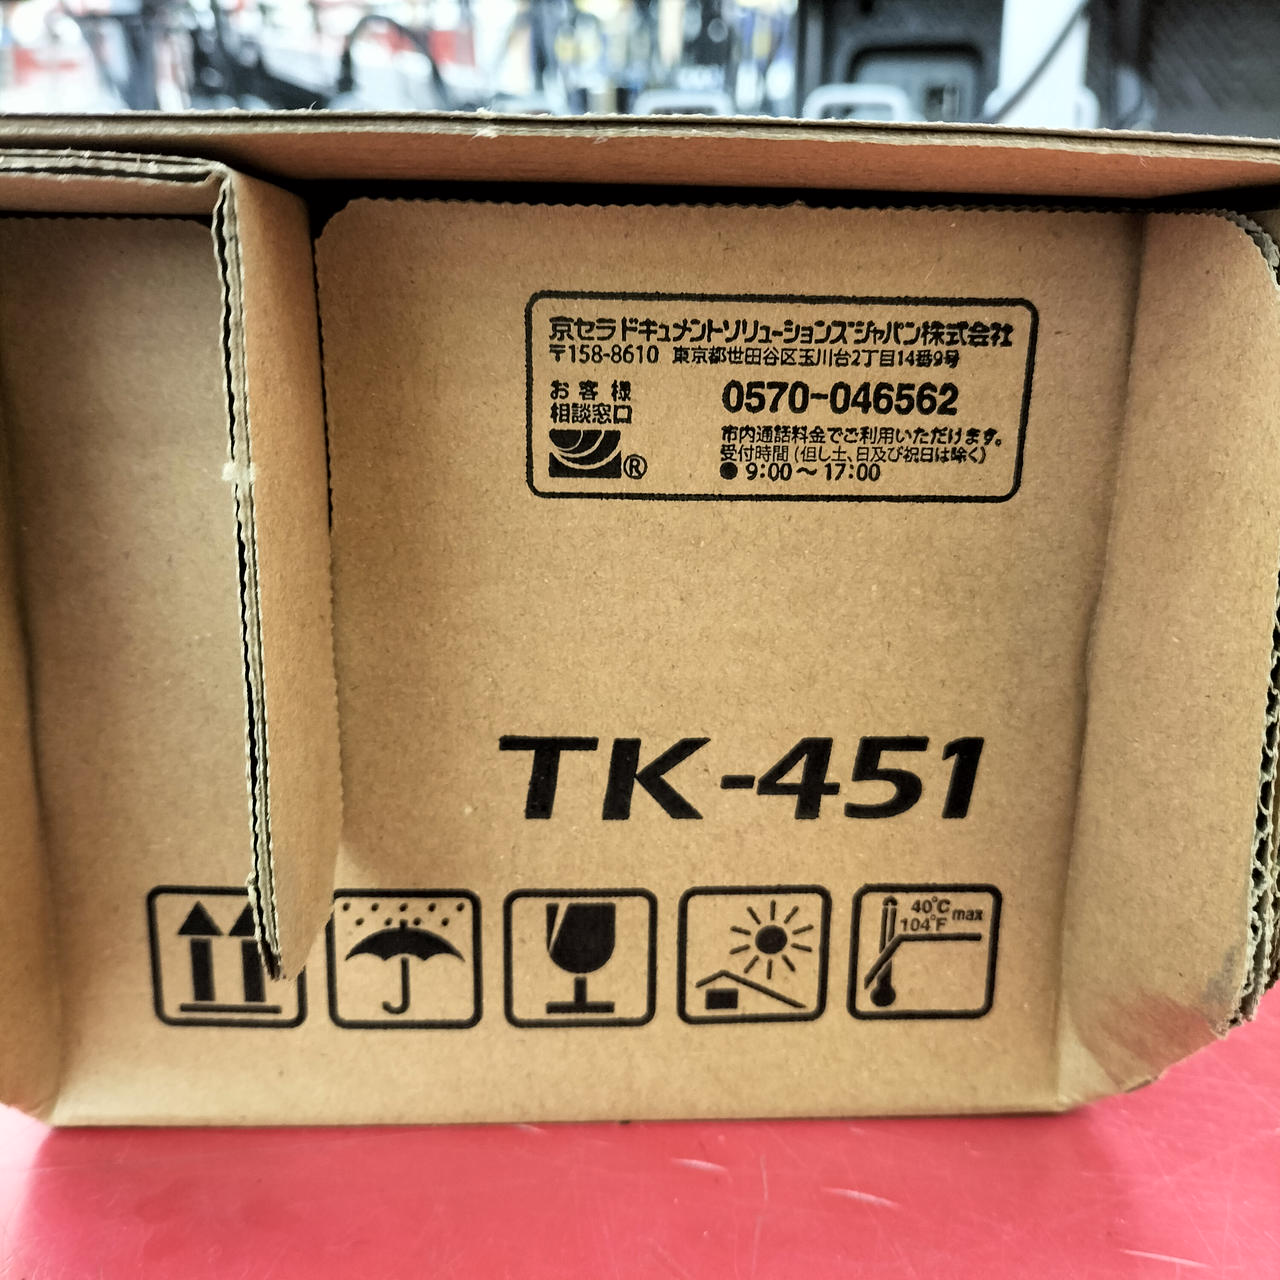 京セラドキュメントソリューションズジャパン株式会社
〒158-8610 東京都世田谷区玉川台2丁目14番9号
お客様
相談窓口
0570-046562
市内通話料金でご利用いただけます。
受付時間(但し土、日及び祝日は除く)
●9:00～17:00
®
TK-451
40°C
104°F max